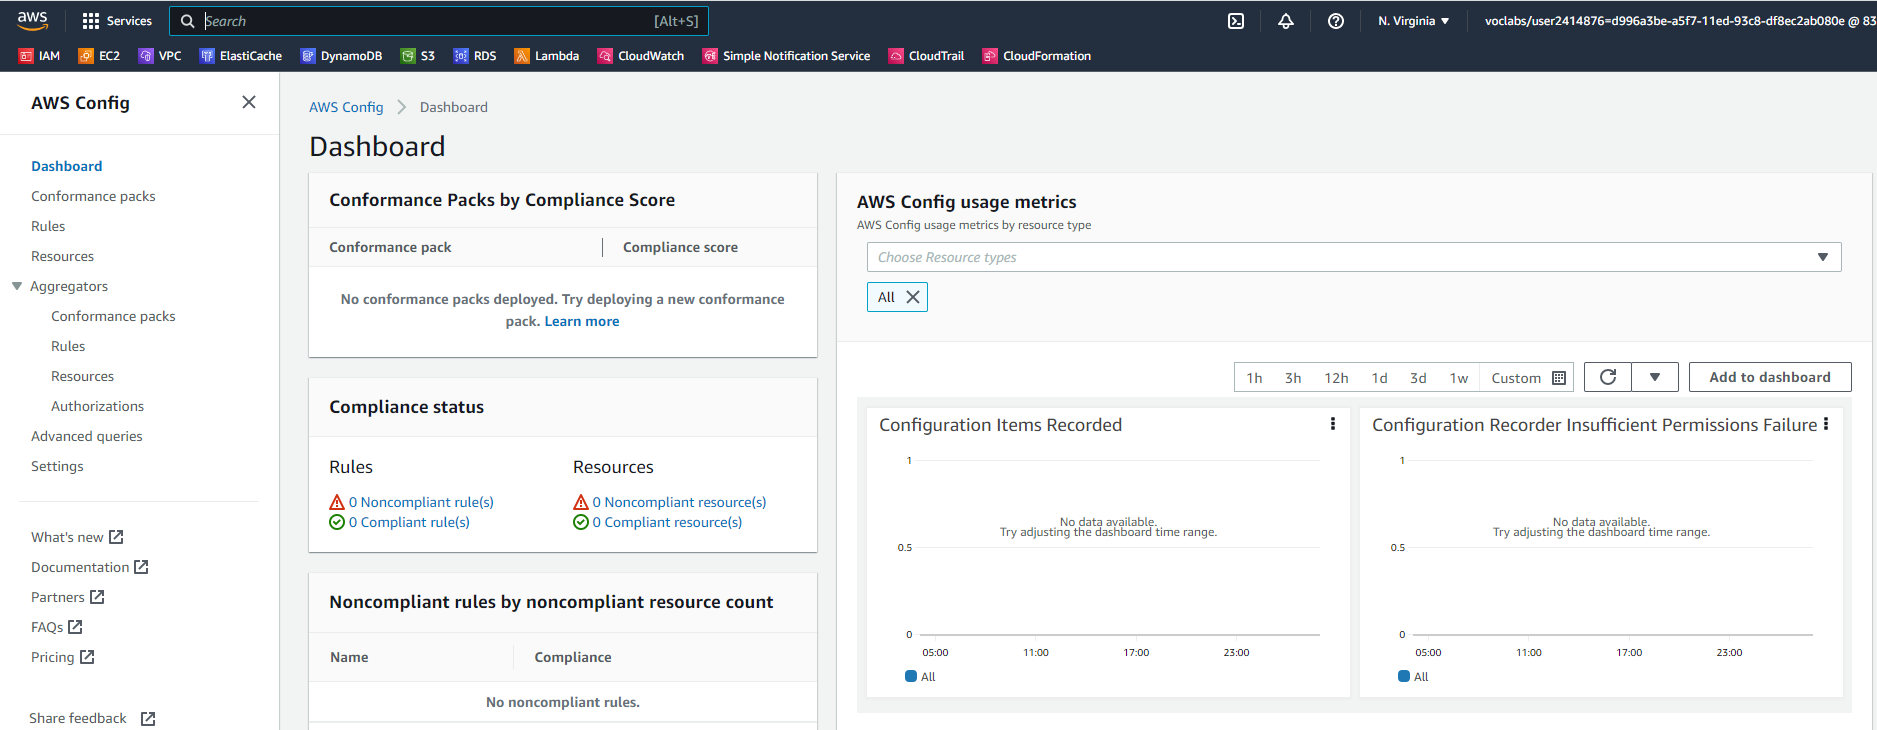 aws Services Search [Alt+S] N. Virginia voclabs/user2414876=d996a3be-a5f7-11ed-93c8-df8ec2ab080e @ 83
IAM EC2 VPC ElastiCache DynamoDB S3 RDS Lambda CloudWatch Simple Notification Service CloudTrail CloudFormation
AWS Config
Dashboard
Conformance packs
Rules
Resources
Aggregators
Conformance packs
Rules
Resources
Authorizations
Advanced queries
Settings
What's new
Documentation
Partners
FAQs
Pricing
Share feedback
AWS Config Dashboard
Dashboard
Conformance Packs by Compliance Score
Conformance pack Compliance score
No conformance packs deployed. Try deploying a new conformance
pack. Learn more
Compliance status
Rules Resources
0 Noncompliant rule(s) 0 Noncompliant resource(s)
0 Compliant rule(s) 0 Compliant resource(s)
Noncompliant rules by noncompliant resource count
Name Compliance
No noncompliant rules.
AWS Config usage metrics
AWS Config usage metrics by resource type
Choose Resource types
All
1h 3h 12h 1d 3d 1w Custom Add to dashboard
Configuration Items Recorded
1
No data available.
Try adjusting the dashboard time range.
0.5
0
05:00 11:00 17:00 23:00
All
Configuration Recorder Insufficient Permissions Failure
1
No data available.
Try adjusting the dashboard time range.
0.5
0
05:00 11:00 17:00 23:00
All